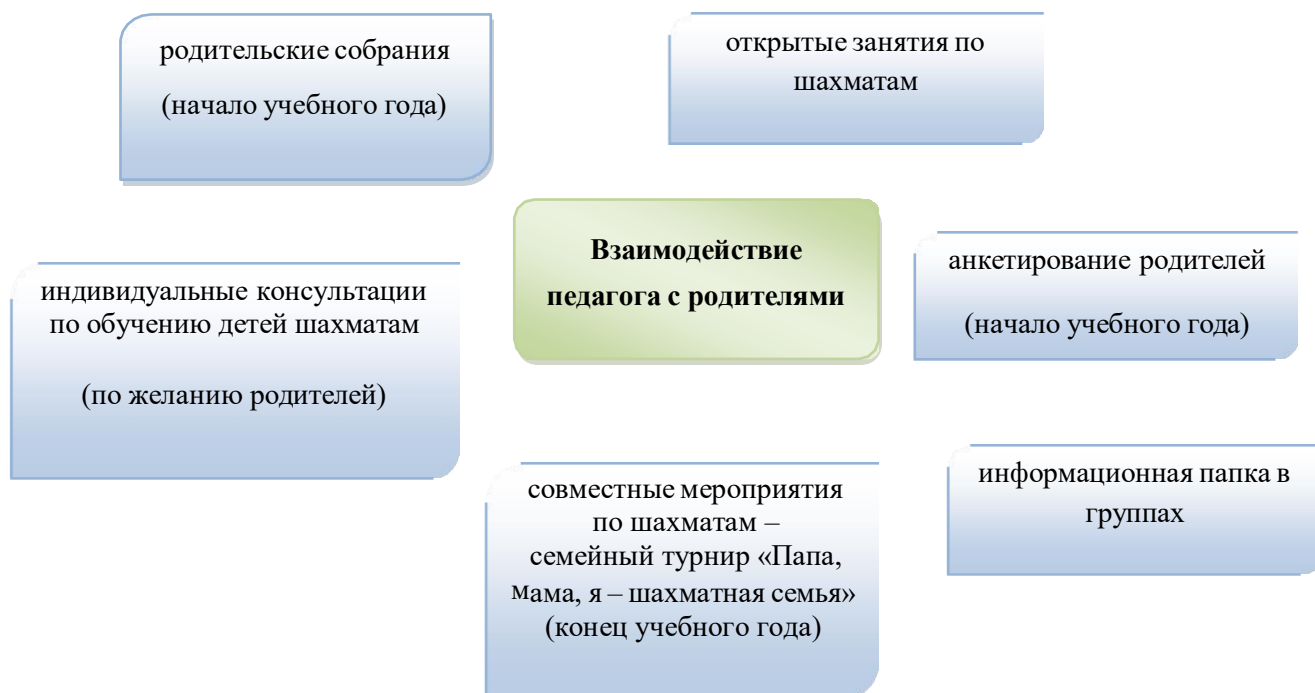 родительские собрания
(начало учебного года)
открытые занятия по
шахматам
Взаимодействие
педагога с родителями
индивидуальные консультации
по обучению детей шахматам
(по желанию родителей)
анкетирование родителей
(начало учебного года)
совместные мероприятия
по шахматам –
семейный турнир «Папа,
мама, я – шахматная семья»
(конец учебного года)
информационная папка в
группах